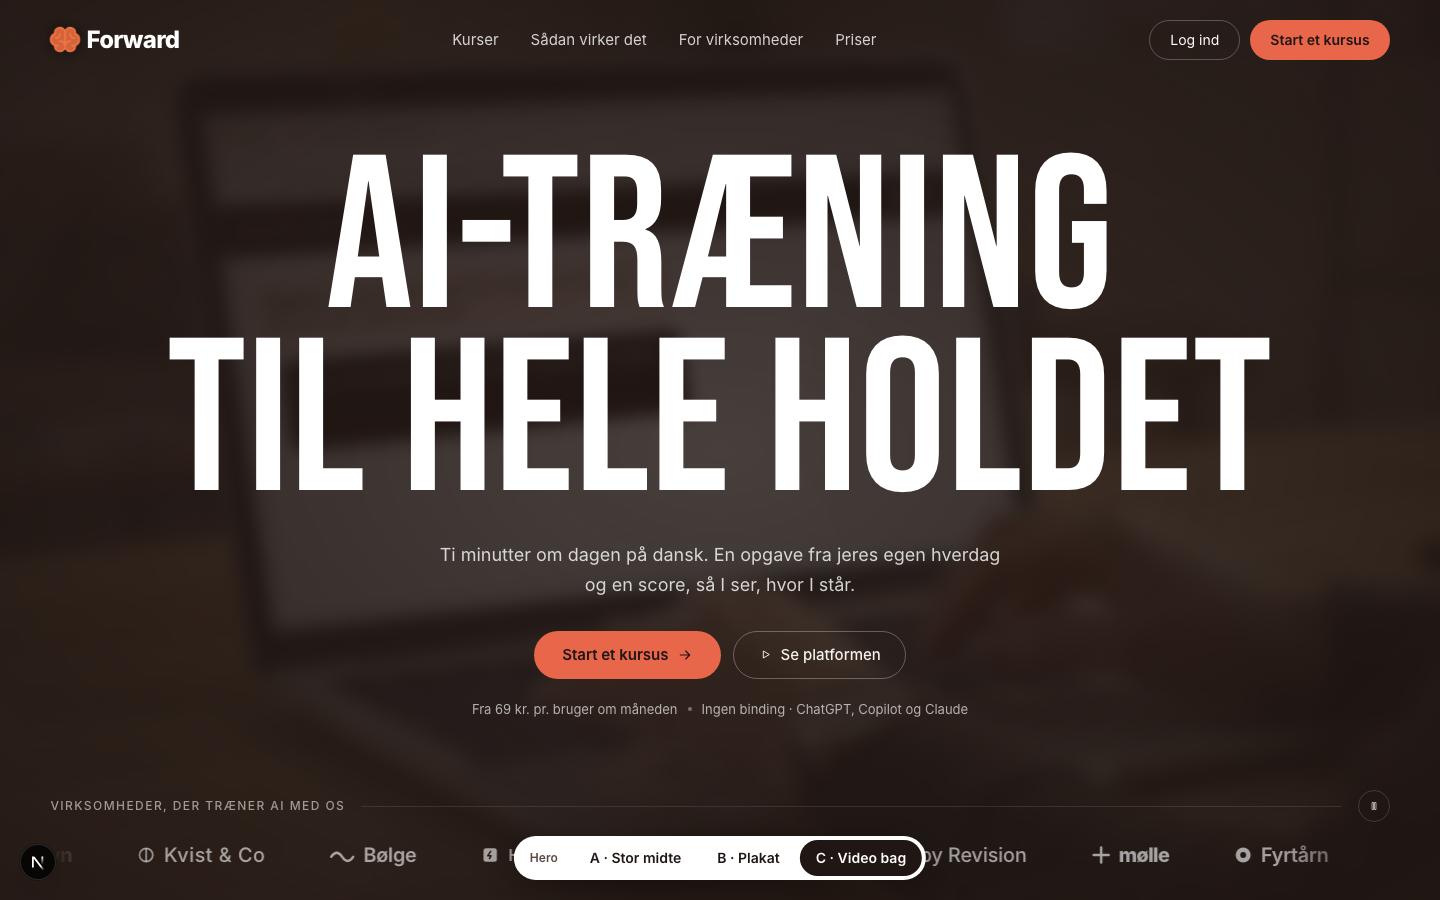 Forward
Kurser
Sådan virker det
For virksomheder
Priser
Log ind
Start et kursus
AI-TRÆNING
TIL HELE HOLDET
Ti minutter om dagen på dansk. En opgave fra jeres egen hverdag
og en score, så I ser, hvor I står.
Start et kursus →
Se platformen
Fra 69 kr. pr. bruger om måneden • Ingen binding · ChatGPT, Copilot og Claude
VIRKSOMHEDER, DER TRÆNER AI MED OS
Kvist & Co
Bølge
Revision
mølle
Fyrtårn
Hero
A · Stor midte
B · Plakat
C · Video bag
N